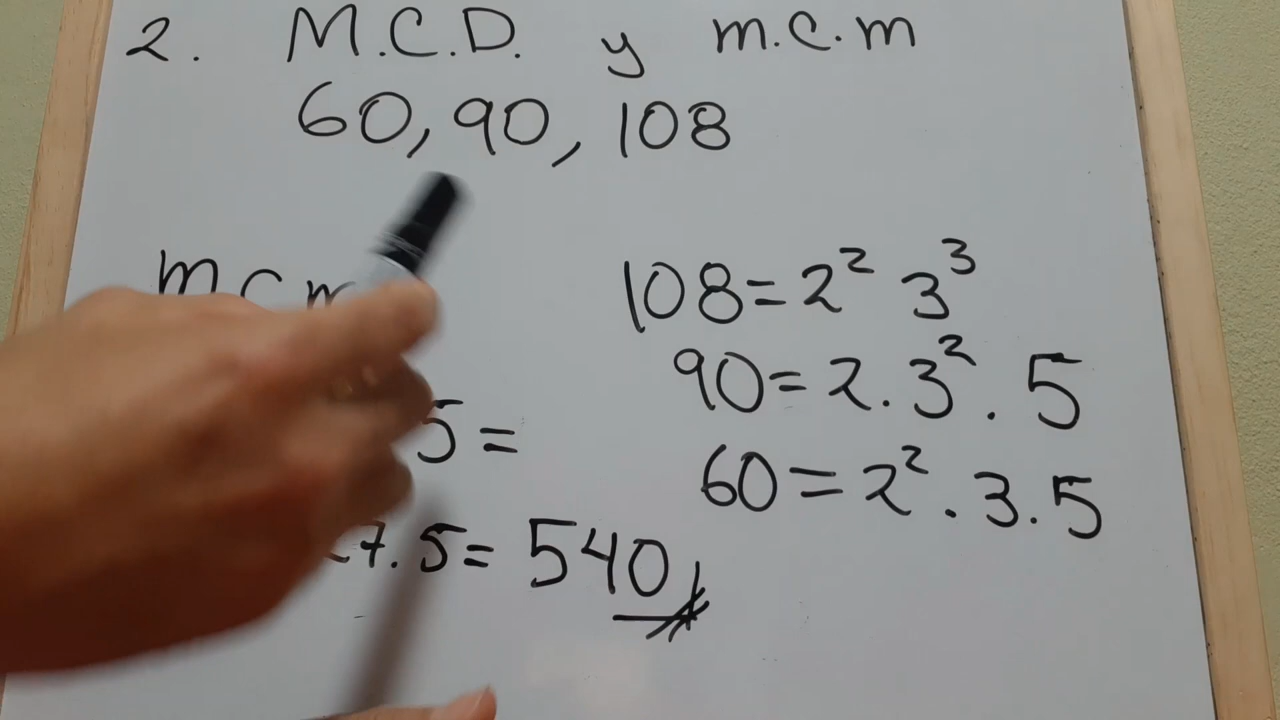 2. M.C.D. y m.c.m
60, 90, 108
m c m
108 = 2² 3³
90 = 2 . 3² . 5
5 =
60 = 2² . 3 . 5
7 . 5 = 540